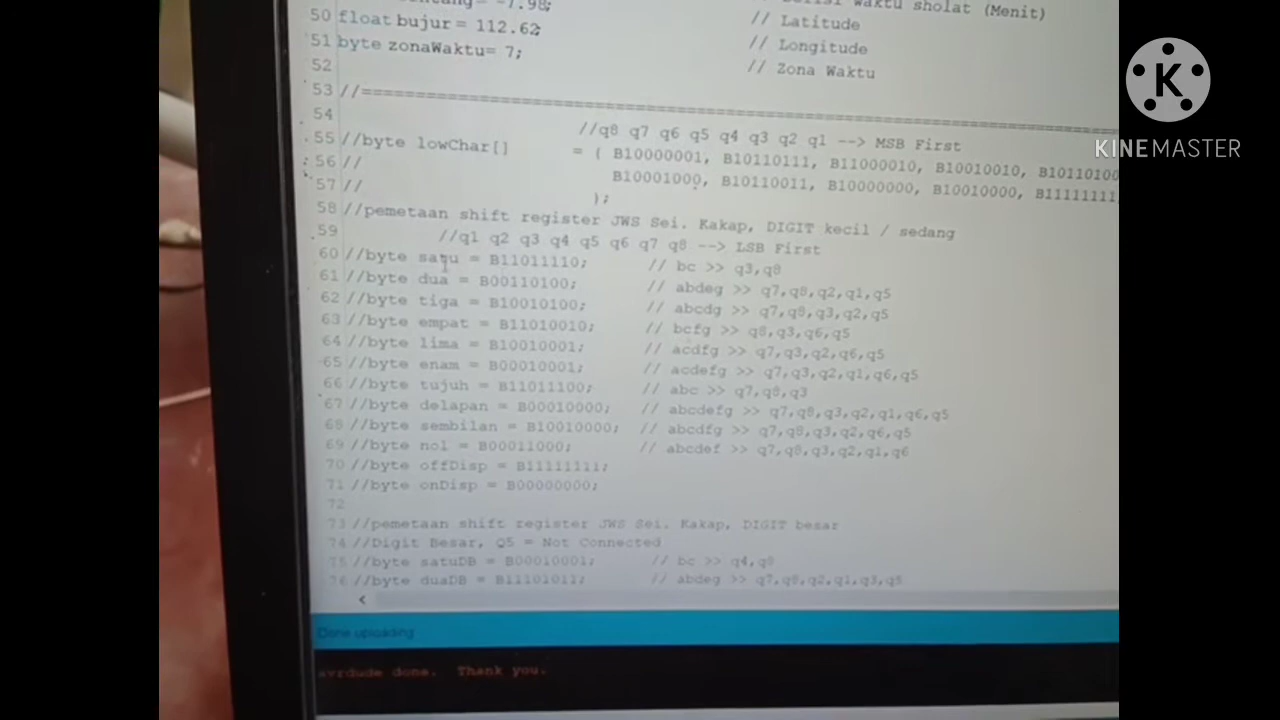 -7.98; waktu sholat (Menit)
50 float bujur = 112.62; // Latitude
51 byte zonaWaktu= 7; // Longitude
52 // Zona Waktu
53 //==================================================
54 //q8 q7 q6 q5 q4 q3 q2 q1 --> MSB First
55 //byte lowChar[] = { B10000001, B10110111, B11000010, B10010010, B10110100
56 // B10001000, B10110011, B10000000, B10010000, B11111111,
57 // };
58 //pemetaan shift register JWS Sei. Kakap, DIGIT kecil / sedang
59 //q1 q2 q3 q4 q5 q6 q7 q8 --> LSB First
60 //byte satu = B11011110; // bc >> q3,q8
61 //byte dua = B00110100; // abdeg >> q7,q8,q2,q1,q5
62 //byte tiga = B10010100; // abcdg >> q7,q8,q3,q2,q5
63 //byte empat = B11010010; // bcfg >> q8,q3,q6,q5
64 //byte lima = B10010001; // acdfg >> q7,q3,q2,q6,q5
65 //byte enam = B00010001; // acdefg >> q7,q3,q2,q1,q6,q5
66 //byte tujuh = B11011100; // abc >> q7,q8,q3
67 //byte delapan = B00010000; // abcdefg >> q7,q8,q3,q2,q1,q6,q5
68 //byte sembilan = B10010000; // abcdfg >> q7,q8,q3,q2,q6,q5
69 //byte nol = B00011000; // abcdef >> q7,q8,q3,q2,q1,q6
70 //byte offDisp = B11111111;
71 //byte onDisp = B00000000;
72
73 //pemetaan shift register JWS Sei. Kakap, DIGIT besar
74 //Digit Besar, Q5 = Not Connected
75 //byte satuDB = B00010001; // bc >> q4,q8
76 //byte duaDB = B11101011; // abdeg >> q7,q8,q2,q1,q3,q5
Done uploading
avrdude done. Thank you.
K
KINEMASTER